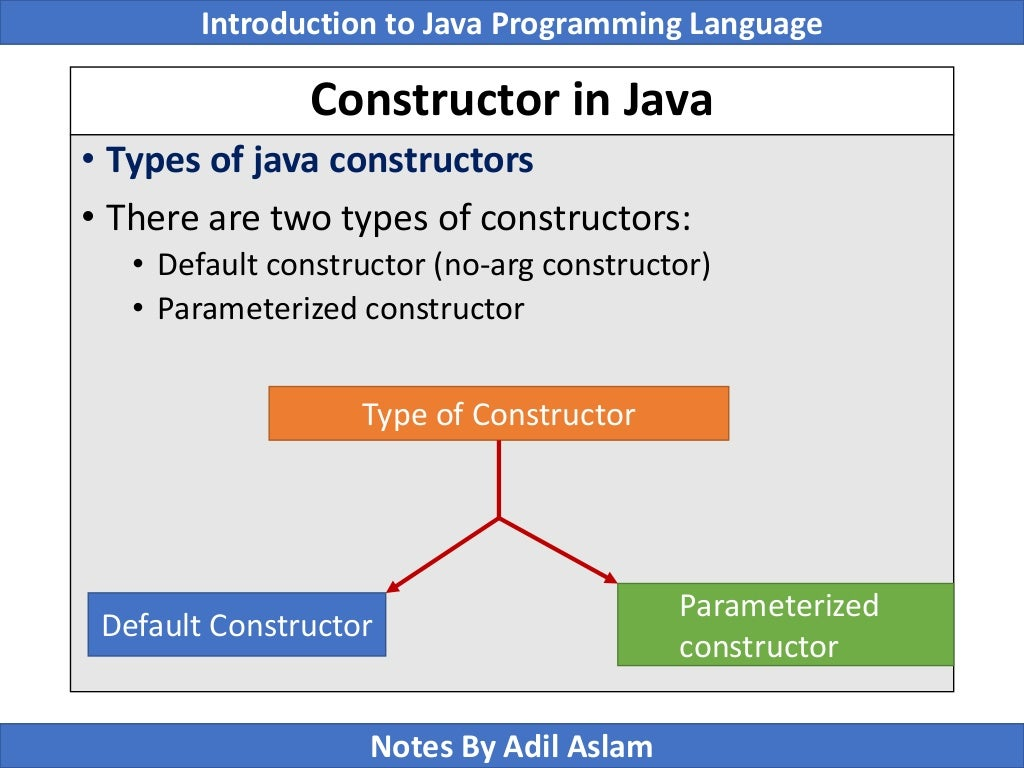 Introduction to Java Programming Language
Constructor in Java
• Types of java constructors
• There are two types of constructors:
• Default constructor (no-arg constructor)
• Parameterized constructor
Type of Constructor
Default Constructor
Parameterized
constructor
Notes By Adil Aslam